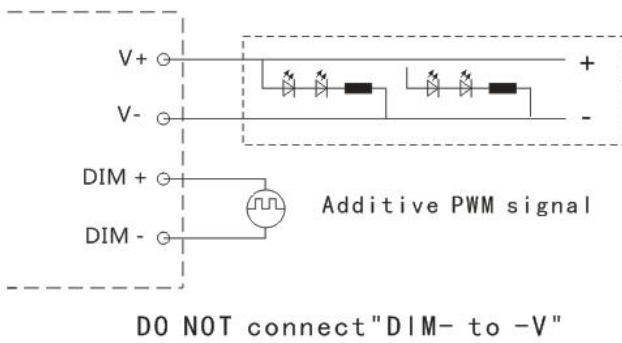 V+
+
V-
-
DIM +
Additive PWM signal
DIM -
DO NOT connect"DIM- to -V"